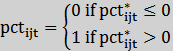 pct_ijt = {0 if pct*_ijt ≤ 0
1 if pct*_ijt > 0